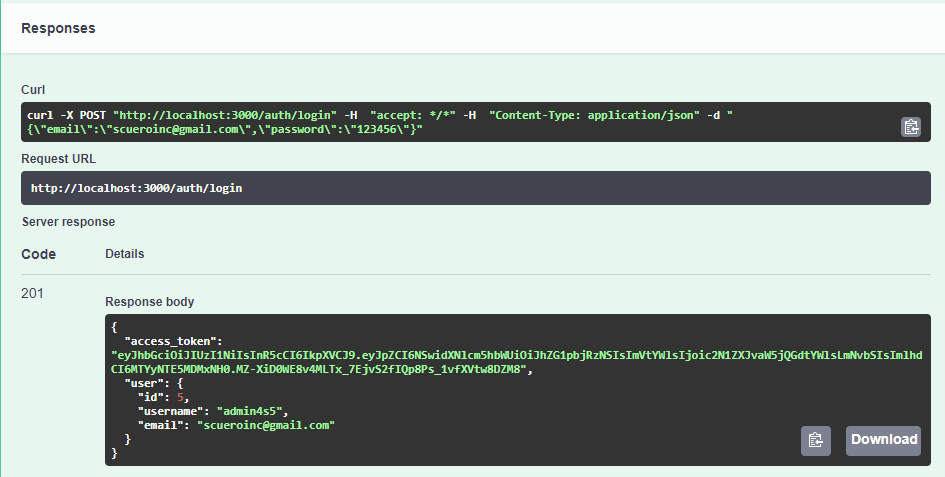 Responses
Curl
curl -X POST "http://localhost:3000/auth/login" -H  "accept: */*" -H  "Content-Type: application/json" -d "
{\"email\":\"scueroinc@gmail.com\",\"password\":\"123456\"}"
Request URL
http://localhost:3000/auth/login
Server response
Code Details
201
Response body
{
  "access_token":
"eyJhbGciOiJIUzI1NiIsInR5cCI6IkpXVCJ9.eyJpZCI6NSwidXNlcm5hbWUiOiJhZG1pbjRzNSIsImVtYWlsIjoic2N1ZXJvaW5jQGdtYWlsLmNvbSIsImlhd
CI6MTYyNTE5MDMxNH0.MZ-XiD0WE8v4MLTx_7EjvS2fIQp8Ps_1vfXVtw8DZM8",
  "user": {
    "id": 5,
    "username": "admin4s5",
    "email": "scueroinc@gmail.com"
  }
}
Download